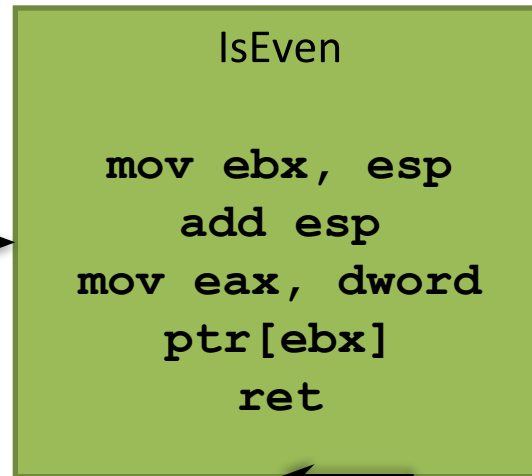 IsEven
mov ebx, esp
add esp
mov eax, dword
ptr[ebx]
ret